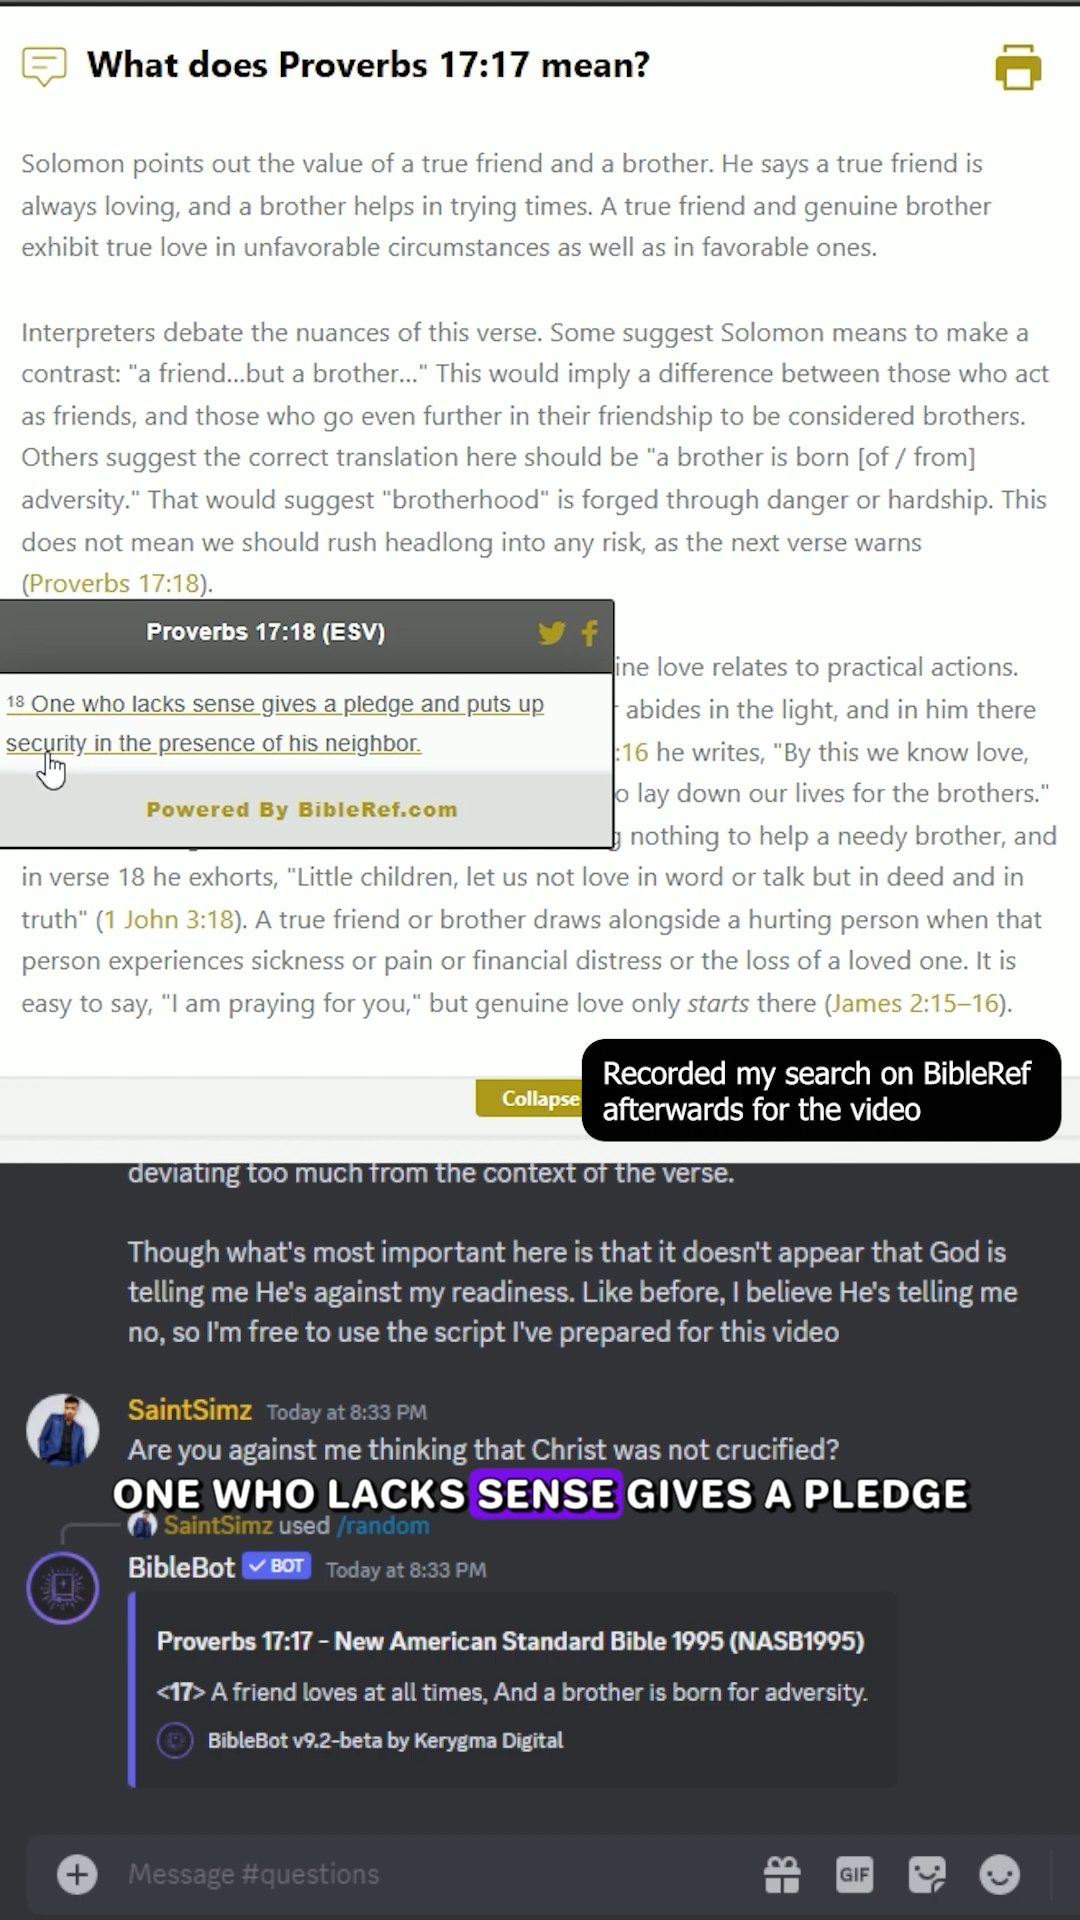 What does Proverbs 17:17 mean?
Solomon points out the value of a true friend and a brother. He says a true friend is
always loving, and a brother helps in trying times. A true friend and genuine brother
exhibit true love in unfavorable circumstances as well as in favorable ones.
Interpreters debate the nuances of this verse. Some suggest Solomon means to make a
contrast: "a friend...but a brother..." This would imply a difference between those who act
as friends, and those who go even further in their friendship to be considered brothers.
Others suggest the correct translation here should be "a brother is born [of / from]
adversity." That would suggest "brotherhood" is forged through danger or hardship. This
does not mean we should rush headlong into any risk, as the next verse warns
(Proverbs 17:18).
Proverbs 17:18 (ESV)
18 One who lacks sense gives a pledge and puts up
security in the presence of his neighbor.
Powered By BibleRef.com
love relates to practical actions.
abides in the light, and in him there
:16 he writes, "By this we know love,
lay down our lives for the brothers."
nothing to help a needy brother, and
in verse 18 he exhorts, "Little children, let us not love in word or talk but in deed and in
truth" (1 John 3:18). A true friend or brother draws alongside a hurting person when that
person experiences sickness or pain or financial distress or the loss of a loved one. It is
easy to say, "I am praying for you," but genuine love only starts there (James 2:15–16).
Collapse
Recorded my search on BibleRef
afterwards for the video
deviating too much from the context of the verse.
Though what's most important here is that it doesn't appear that God is
telling me He's against my readiness. Like before, I believe He's telling me
no, so I'm free to use the script I've prepared for this video
SaintSimz Today at 8:33 PM
Are you against me thinking that Christ was not crucified?
ONE WHO LACKS SENSE GIVES A PLEDGE
SaintSimz used /random
BibleBot ✓ BOT Today at 8:33 PM
Proverbs 17:17 - New American Standard Bible 1995 (NASB1995)
<17> A friend loves at all times, And a brother is born for adversity.
BibleBot v9.2-beta by Kerygma Digital
Message #questions
GIF